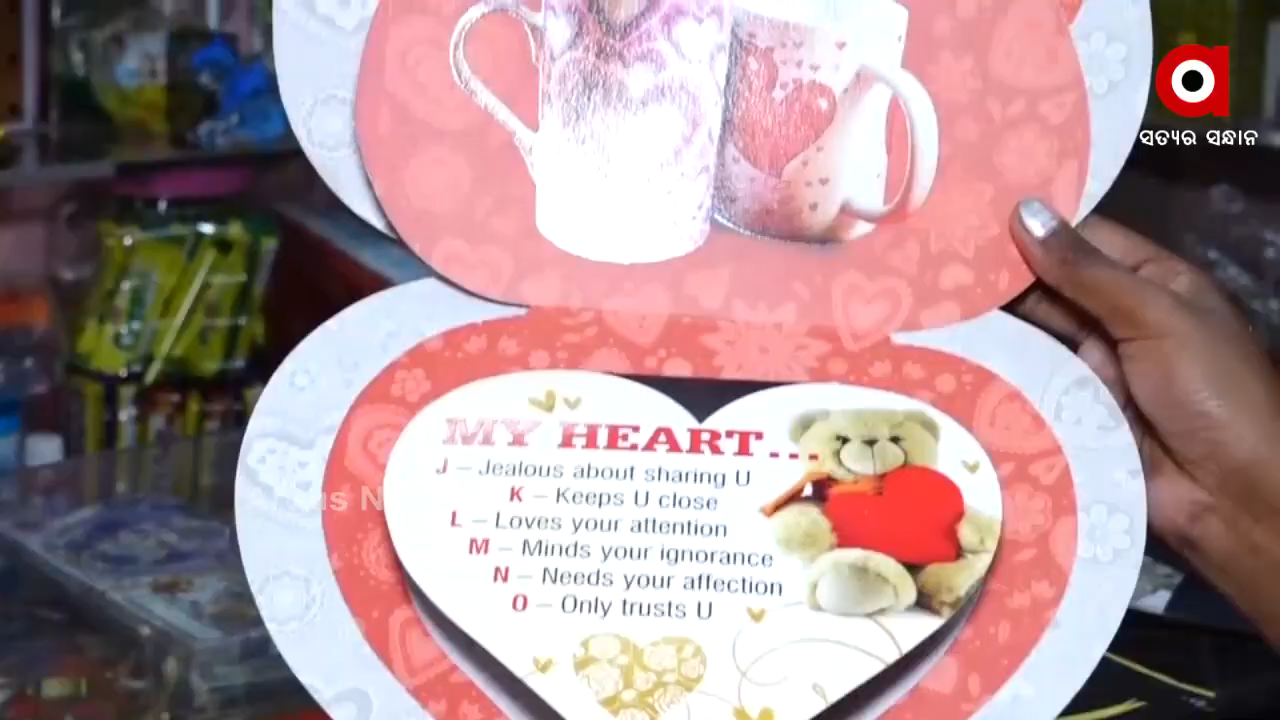 ସତ୍ୟର ସନ୍ଧାନ
MY HEART...
J – Jealous about sharing U
K – Keeps U close
L – Loves your attention
M – Minds your ignorance
N – Needs your affection
O – Only trusts U